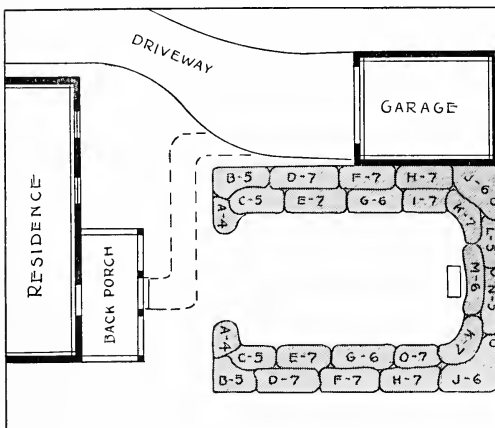 DRIVEWAY
GARAGE
RESIDENCE
BACK PORCH
B-5 D-7 F-7 H-7
A-4 C-5 E-7 G-6 I-7 K-7
L-5
M-6
N-5
A-4 C-5 E-7 G-6 O-7 K-7
B-5 D-7 F-7 H-7 J-6